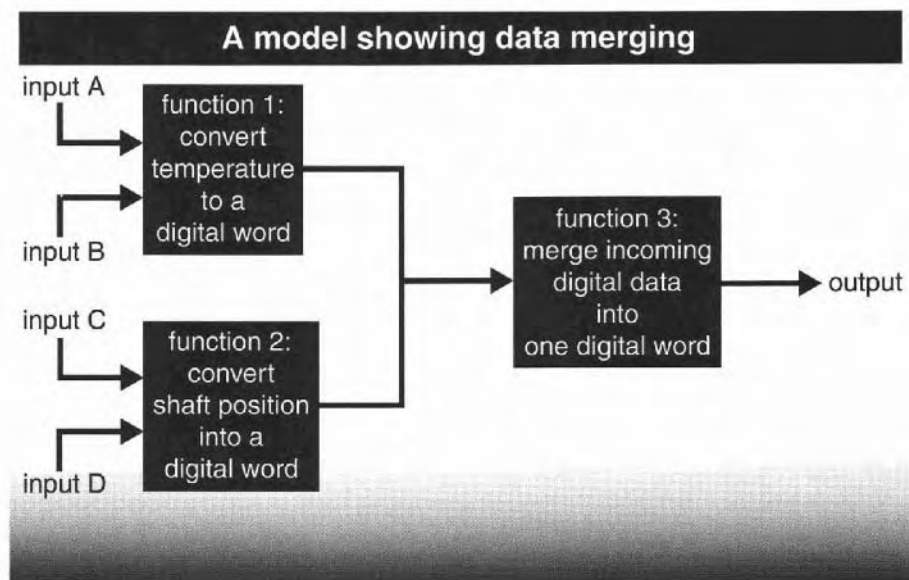 A model showing data merging
input A
function 1:
convert
temperature
to a
digital word
input B
input C
function 2:
convert
shaft position
into a
digital word
input D
function 3:
merge incoming
digital data
into
one digital word
output